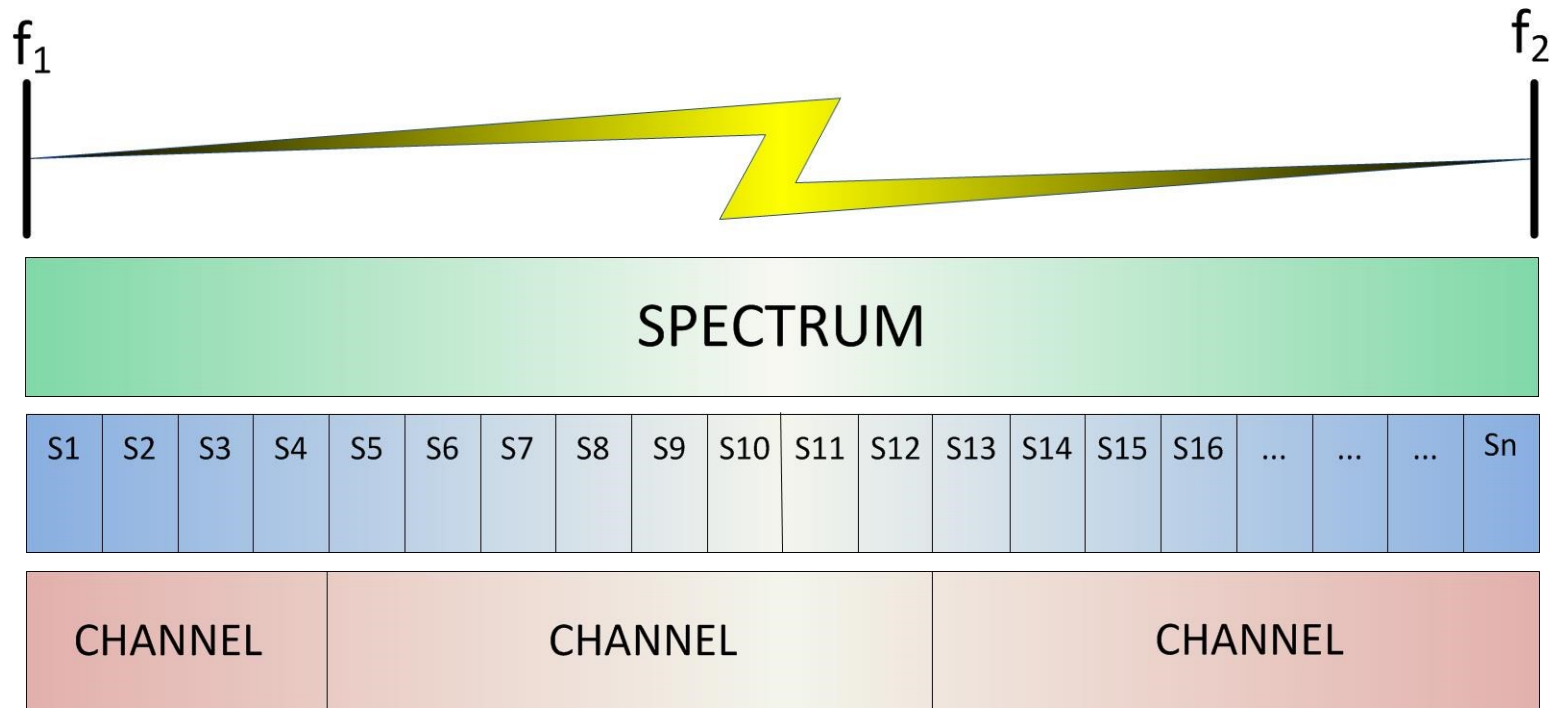 f₁ f₂
SPECTRUM
S1 S2 S3 S4 S5 S6 S7 S8 S9 S10 S11 S12 S13 S14 S15 S16 ... ... ... Sn
CHANNEL CHANNEL CHANNEL